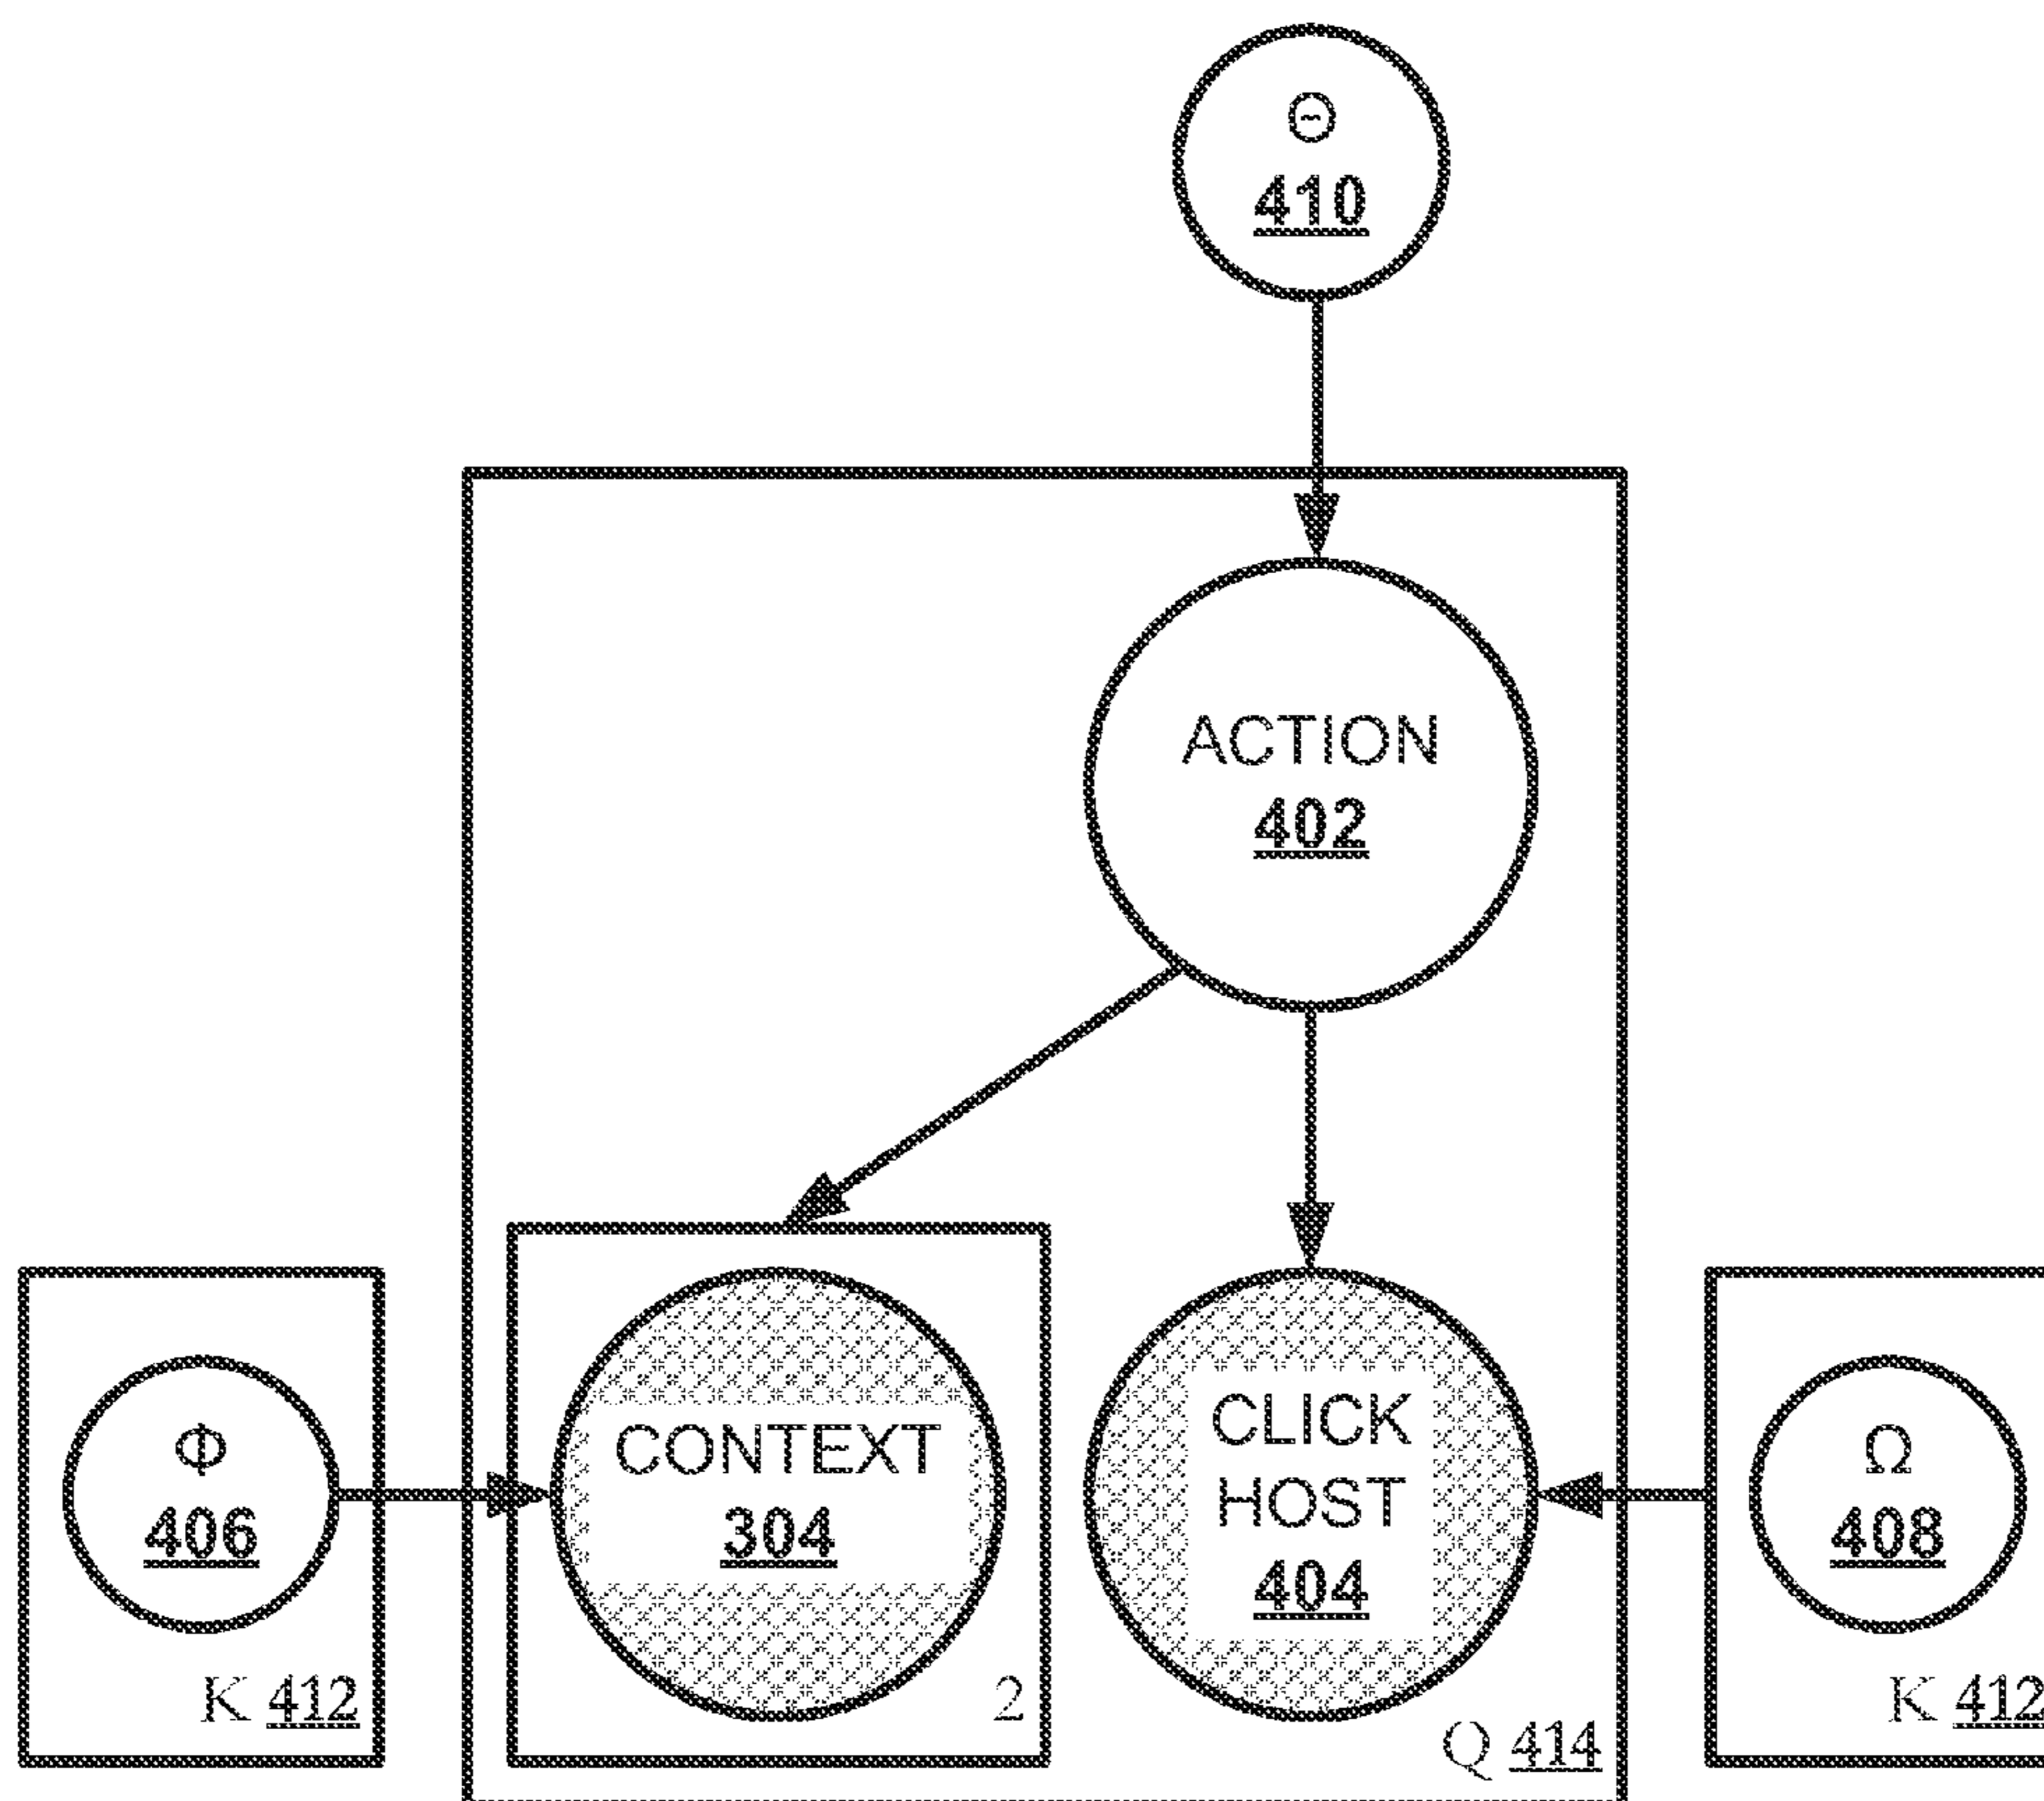 Θ
410
ACTION
402
Φ
406
K 412
CONTEXT
304
2
CLICK
HOST
404
Q 414
Ω
408
K 412